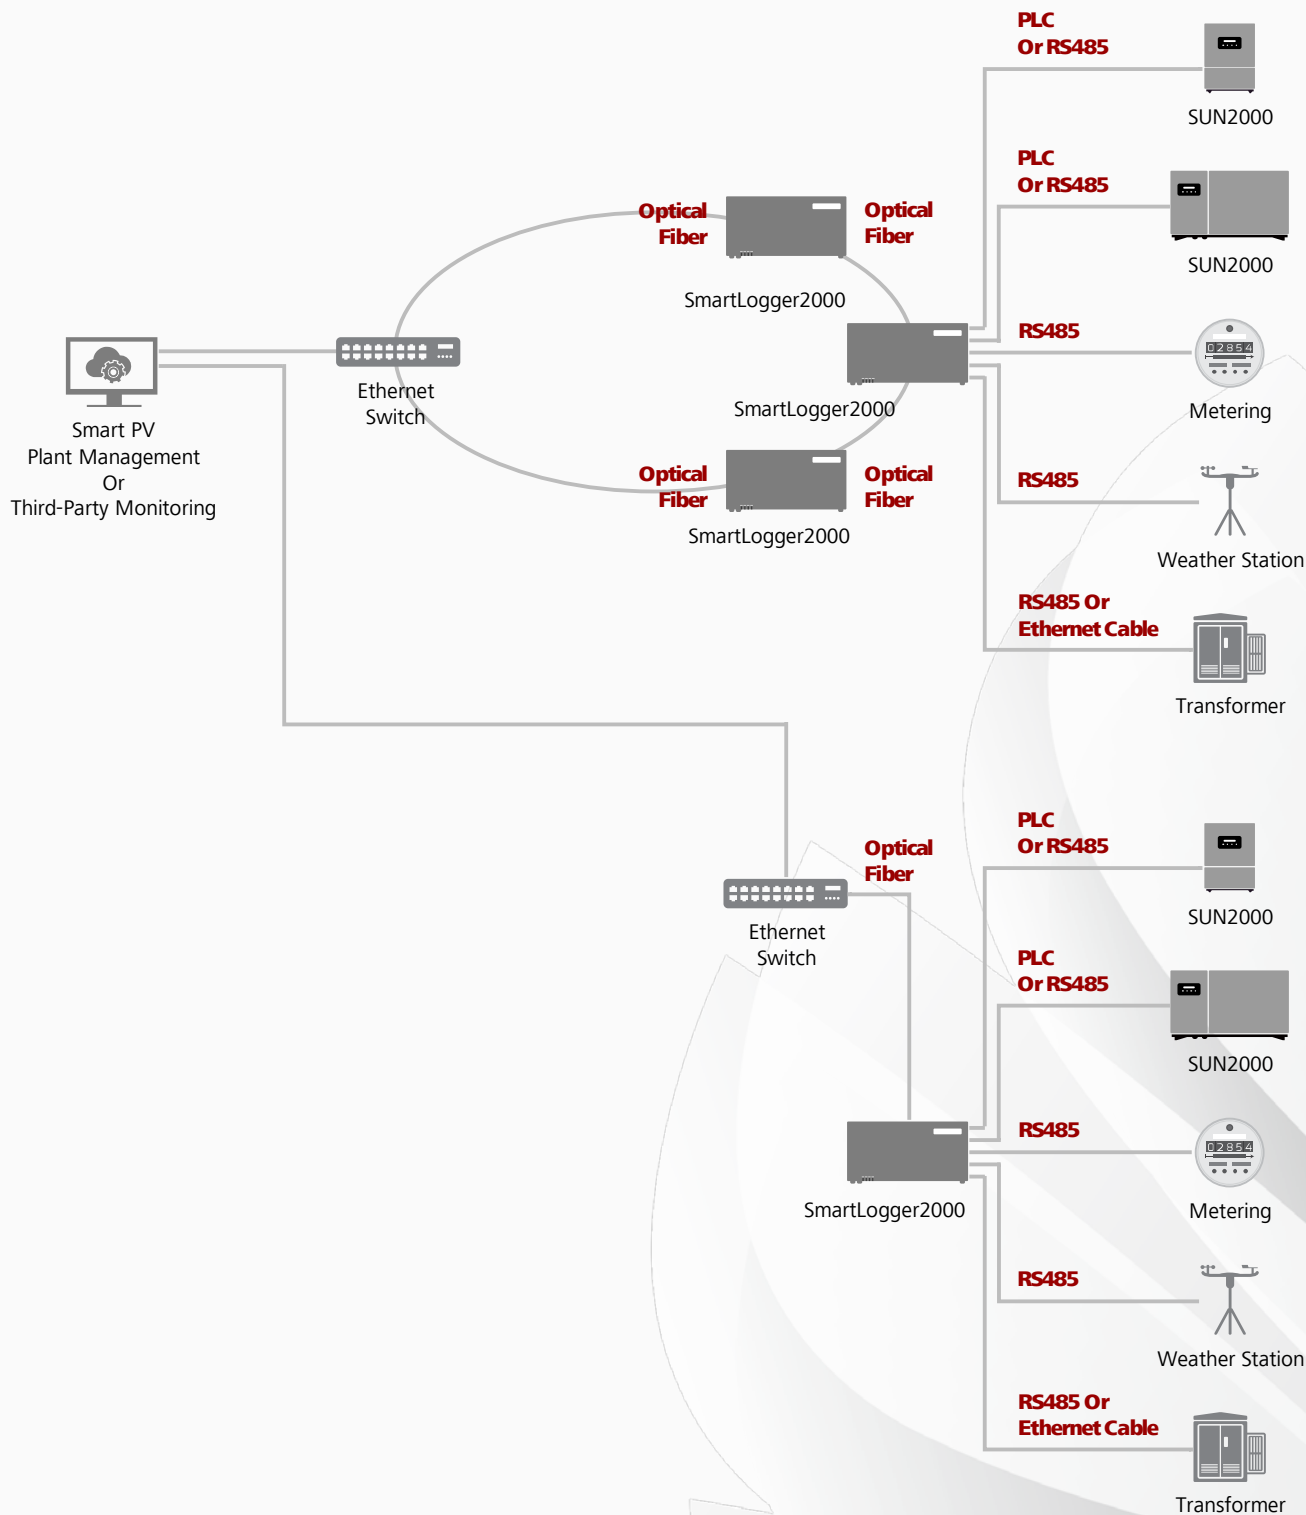 PLC
Or RS485
SUN2000
PLC
Or RS485
SUN2000
Optical
Fiber
Optical
Fiber
SmartLogger2000
RS485
02854
Metering
SmartLogger2000
Ethernet
Switch
Smart PV
Plant Management
Or
Third-Party Monitoring
Optical
Fiber
Optical
Fiber
SmartLogger2000
RS485
Weather Station
RS485 Or
Ethernet Cable
Transformer
PLC
Or RS485
SUN2000
Optical
Fiber
Ethernet
Switch
PLC
Or RS485
SUN2000
RS485
02854
Metering
SmartLogger2000
RS485
Weather Station
RS485 Or
Ethernet Cable
Transformer